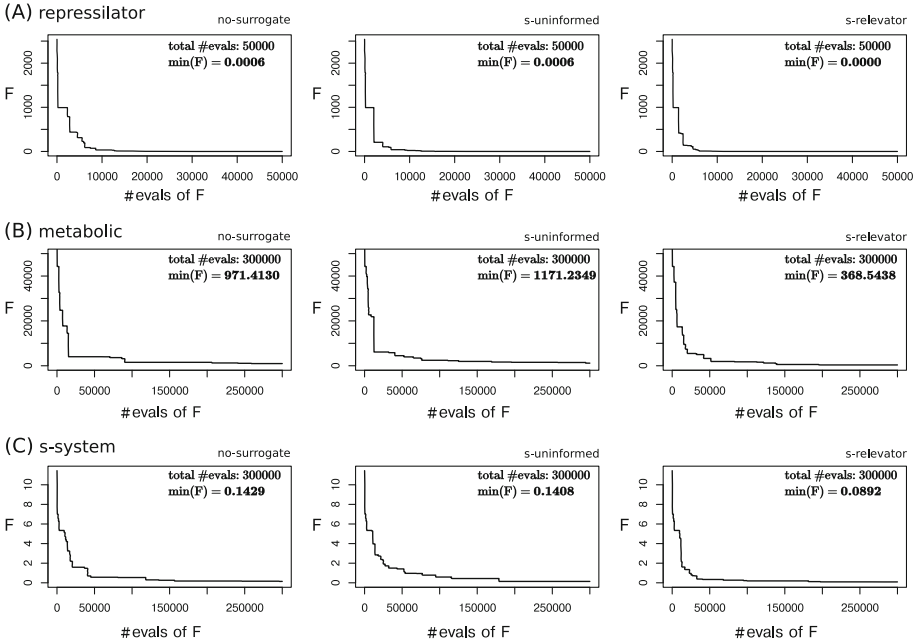 (A) repressilator
no-surrogate
s-uninformed
s-relevator
total #evals: 50000
min(F) = 0.0006
total #evals: 50000
min(F) = 0.0006
total #evals: 50000
min(F) = 0.0000
F
0 1000 2000
F
0 1000 2000
F
0 1000 2000
0 10000 20000 30000 40000 50000
0 10000 20000 30000 40000 50000
0 10000 20000 30000 40000 50000
#evals of F
#evals of F
#evals of F
(B) metabolic
no-surrogate
s-uninformed
s-relevator
total #evals: 300000
min(F) = 971.4130
total #evals: 300000
min(F) = 1171.2349
total #evals: 300000
min(F) = 368.5438
F
0 20000 40000
F
0 20000 40000
F
0 20000 40000
0 50000 150000 250000
0 50000 150000 250000
0 50000 150000 250000
#evals of F
#evals of F
#evals of F
(C) s-system
no-surrogate
s-uninformed
s-relevator
total #evals: 300000
min(F) = 0.1429
total #evals: 300000
min(F) = 0.1408
total #evals: 300000
min(F) = 0.0892
F
0 2 4 6 8 10
F
0 2 4 6 8 10
F
0 2 4 6 8 10
0 50000 150000 250000
0 50000 150000 250000
0 50000 150000 250000
#evals of F
#evals of F
#evals of F